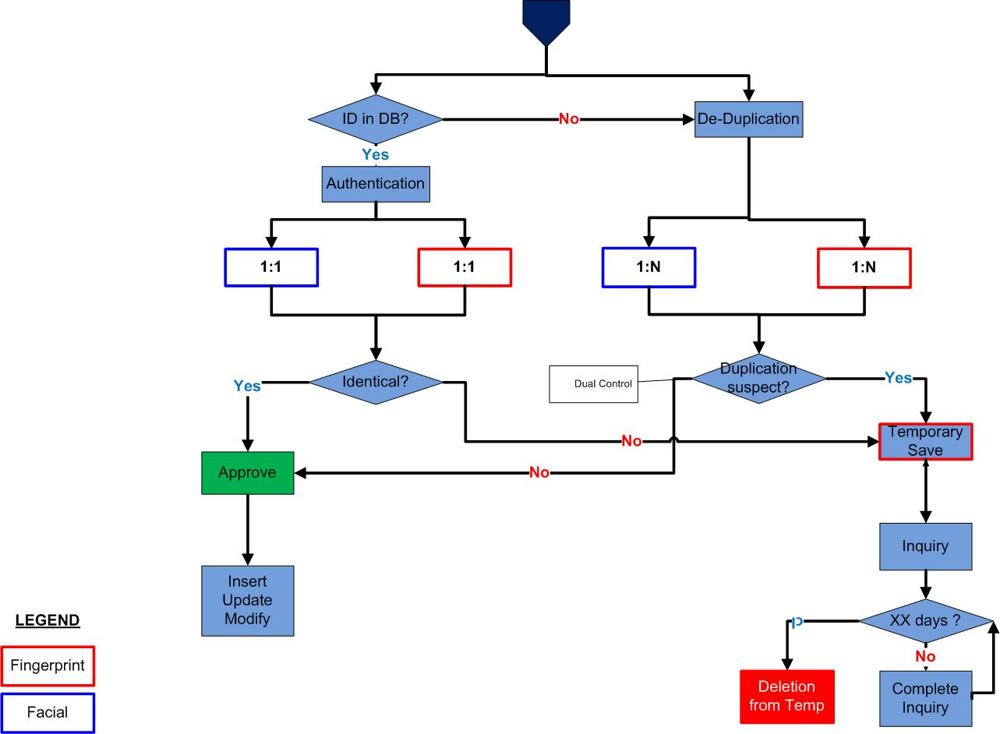 ID in DB?
No
De-Duplication
Yes
Authentication
1:1
1:1
1:N
1:N
Identical?
Yes
Dual Control
Duplication
suspect?
Yes
No
Temporary
Save
Approve
No
Inquiry
Insert
Update
Modify
XX days ?
No
Deletion
from Temp
Complete
Inquiry
LEGEND
Fingerprint
Facial